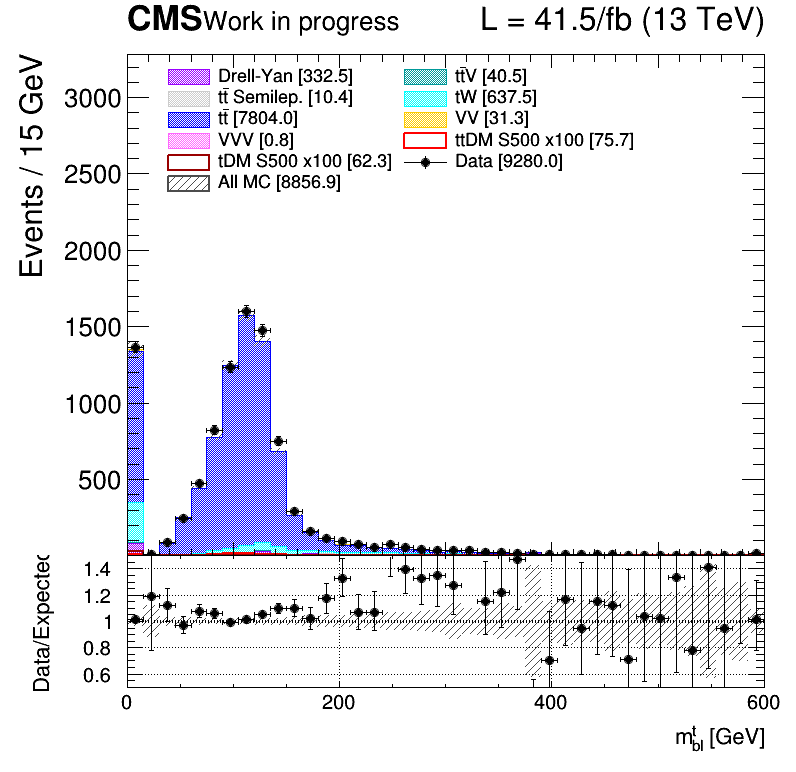 CMS Work in progress L = 41.5/fb (13 TeV)
Events / 15 GeV
3000
2500
2000
1500
1000
500
Drell-Yan [332.5]
tt̄ Semilep. [10.4]
tt̄ [7804.0]
VVV [0.8]
tDM S500 x100 [62.3]
All MC [8856.9]
tt̄V [40.5]
tW [637.5]
VV [31.3]
ttDM S500 x100 [75.7]
Data [9280.0]
Data/Expected
1.4
1.2
1
0.8
0.6
0 200 400 600
m_bl^t [GeV]